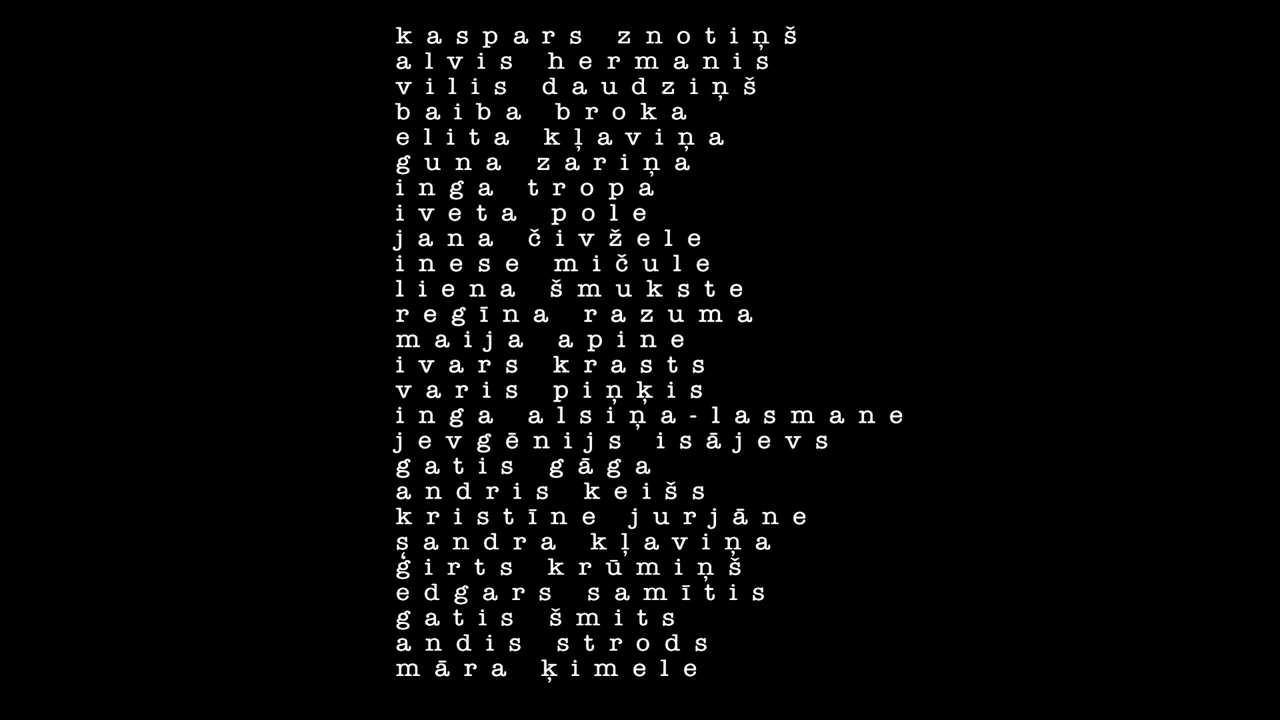 kaspars znotiņš
alvis hermanis
vilis daudziņš
baiba broka
elita kļaviņa
guna zariņa
inga tropa
iveta pole
jana čivžele
inese mičule
liena šmukste
regīna razuma
maija apine
ivars krasts
varis piņķis
inga alsiņa-lasmane
jevgēnijs isājevs
gatis gāga
andris keišs
kristīne jurjāne
sandra kļaviņa
ģirts krūmiņš
edgars samītis
gatis šmits
andis strods
māra ķimele